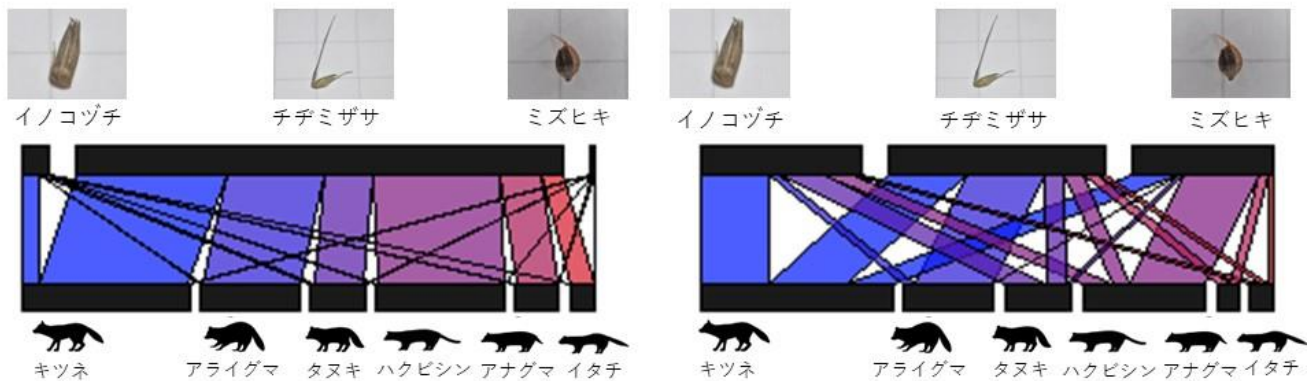 イノコヅチ チヂミザサ ミズヒキ イノコヅチ チヂミザサ ミズヒキ
キツネ アライグマ タヌキ ハクビシン アナグマ イタチ キツネ アライグマ タヌキ ハクビシン アナグマ イタチ